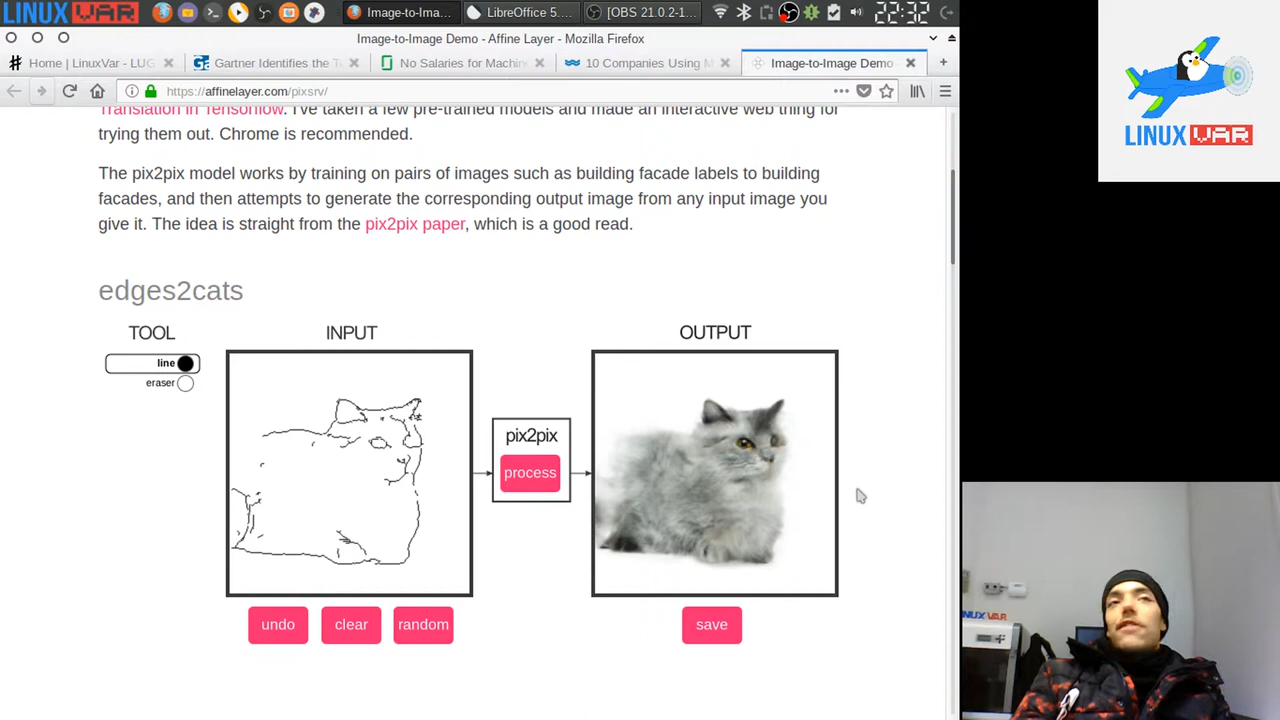 LINUX VAR
Image-to-Ima...
LibreOffice 5....
[OBS 21.0.2-1...
22:32
Image-to-Image Demo - Affine Layer - Mozilla Firefox
Home | LinuxVar - LUG
Gartner Identifies the T
No Salaries for Machin
10 Companies Using M
Image-to-Image Demo
https://affinelayer.com/pixsrv/
Translation in Tensorflow. I've taken a few pre-trained models and made an interactive web thing for
trying them out. Chrome is recommended.
The pix2pix model works by training on pairs of images such as building facade labels to building
facades, and then attempts to generate the corresponding output image from any input image you
give it. The idea is straight from the pix2pix paper, which is a good read.
edges2cats
TOOL
INPUT
OUTPUT
line
eraser
pix2pix
process
undo
clear
random
save
LINUX VAR
LINUX VAR